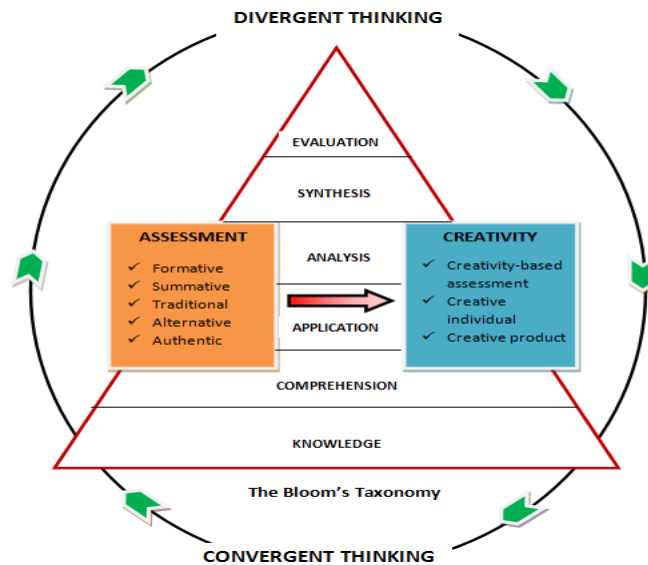 DIVERGENT THINKING
EVALUATION
SYNTHESIS
ASSESSMENT
✓ Formative
✓ Summative
✓ Traditional
✓ Alternative
✓ Authentic
ANALYSIS
APPLICATION
CREATIVITY
✓ Creativity-based
assessment
✓ Creative
individual
✓ Creative product
COMPREHENSION
KNOWLEDGE
The Bloom's Taxonomy
CONVERGENT THINKING